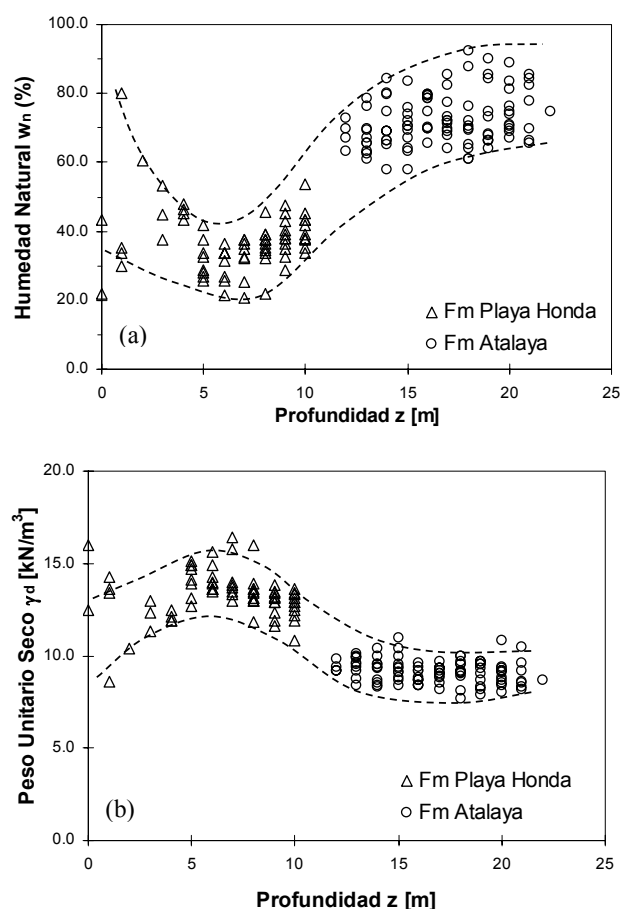 Humedad Natural wn (%)
100.0
80.0
60.0
40.0
20.0
0.0
(a)
△ Fm Playa Honda
○ Fm Atalaya
0 5 10 15 20 25
Profundidad z [m]
Peso Unitario Seco γd [kN/m³]
20.0
15.0
10.0
5.0
0.0
(b)
△ Fm Playa Honda
○ Fm Atalaya
0 5 10 15 20 25
Profundidad z [m]